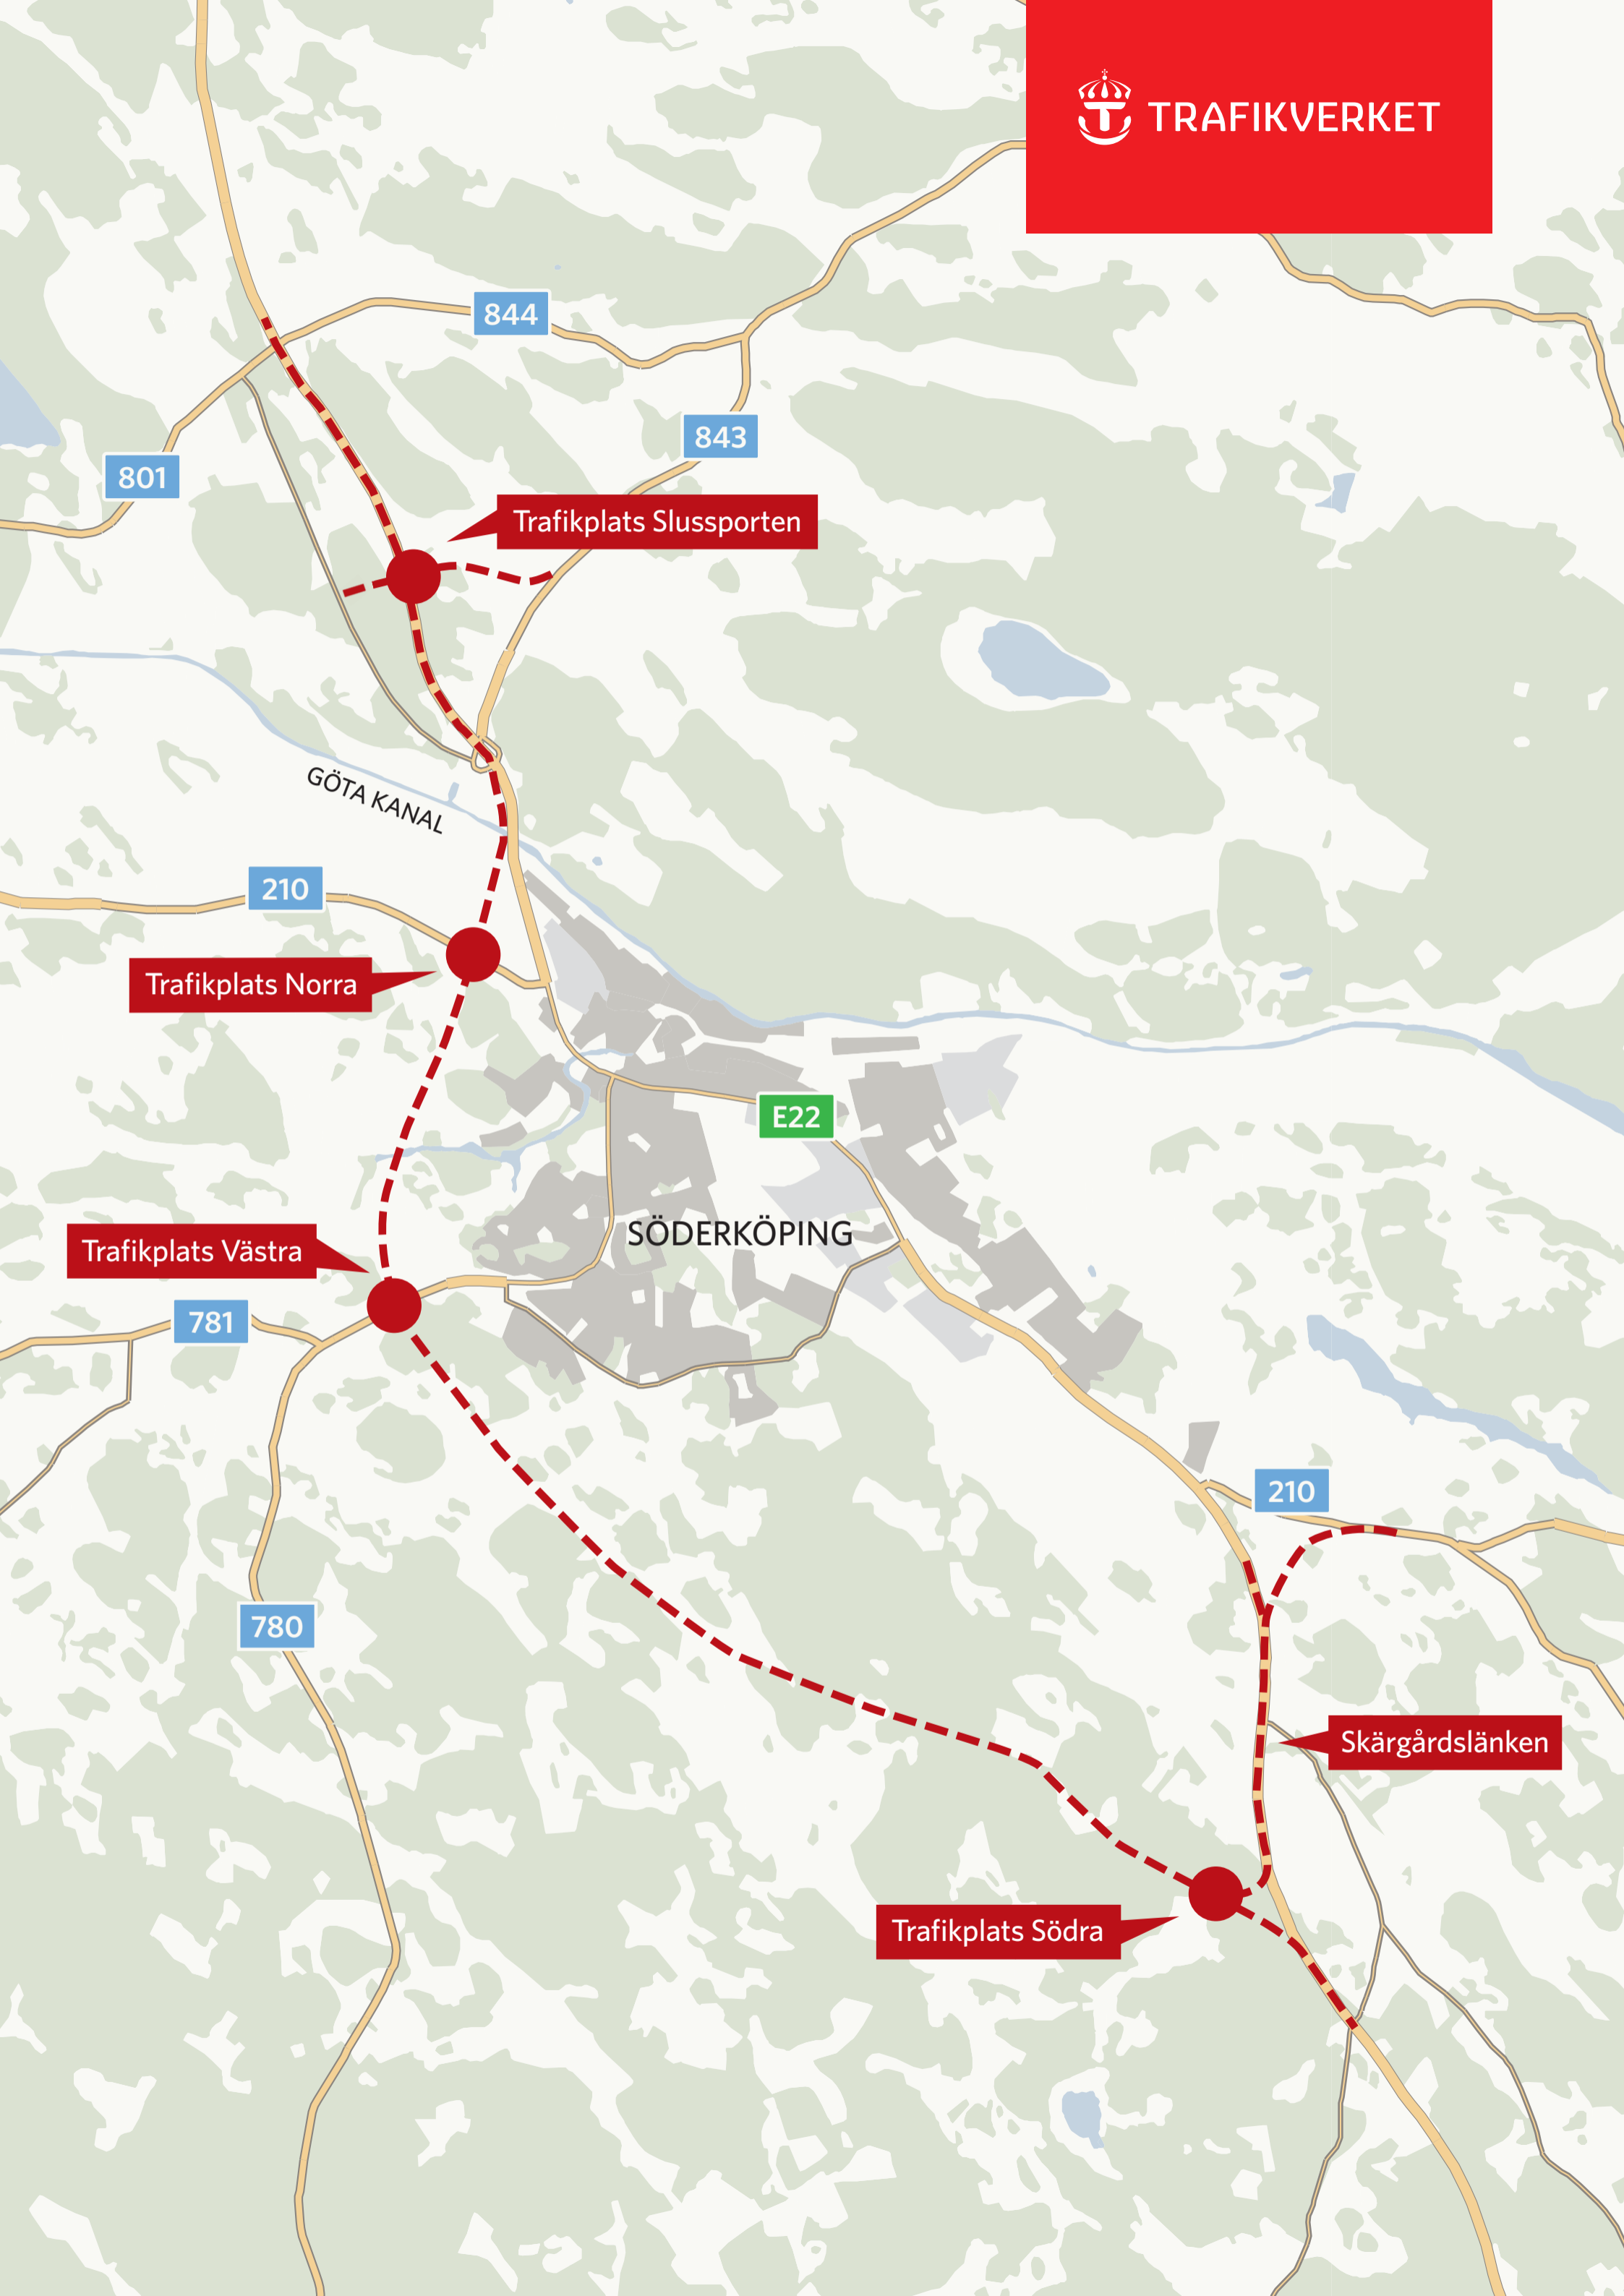 TRAFIKVERKET
844
843
801
Trafikplats Slussporten
GÖTA KANAL
210
Trafikplats Norra
E22
SÖDERKÖPING
Trafikplats Västra
781
210
780
Skärgårdslänken
Trafikplats Södra